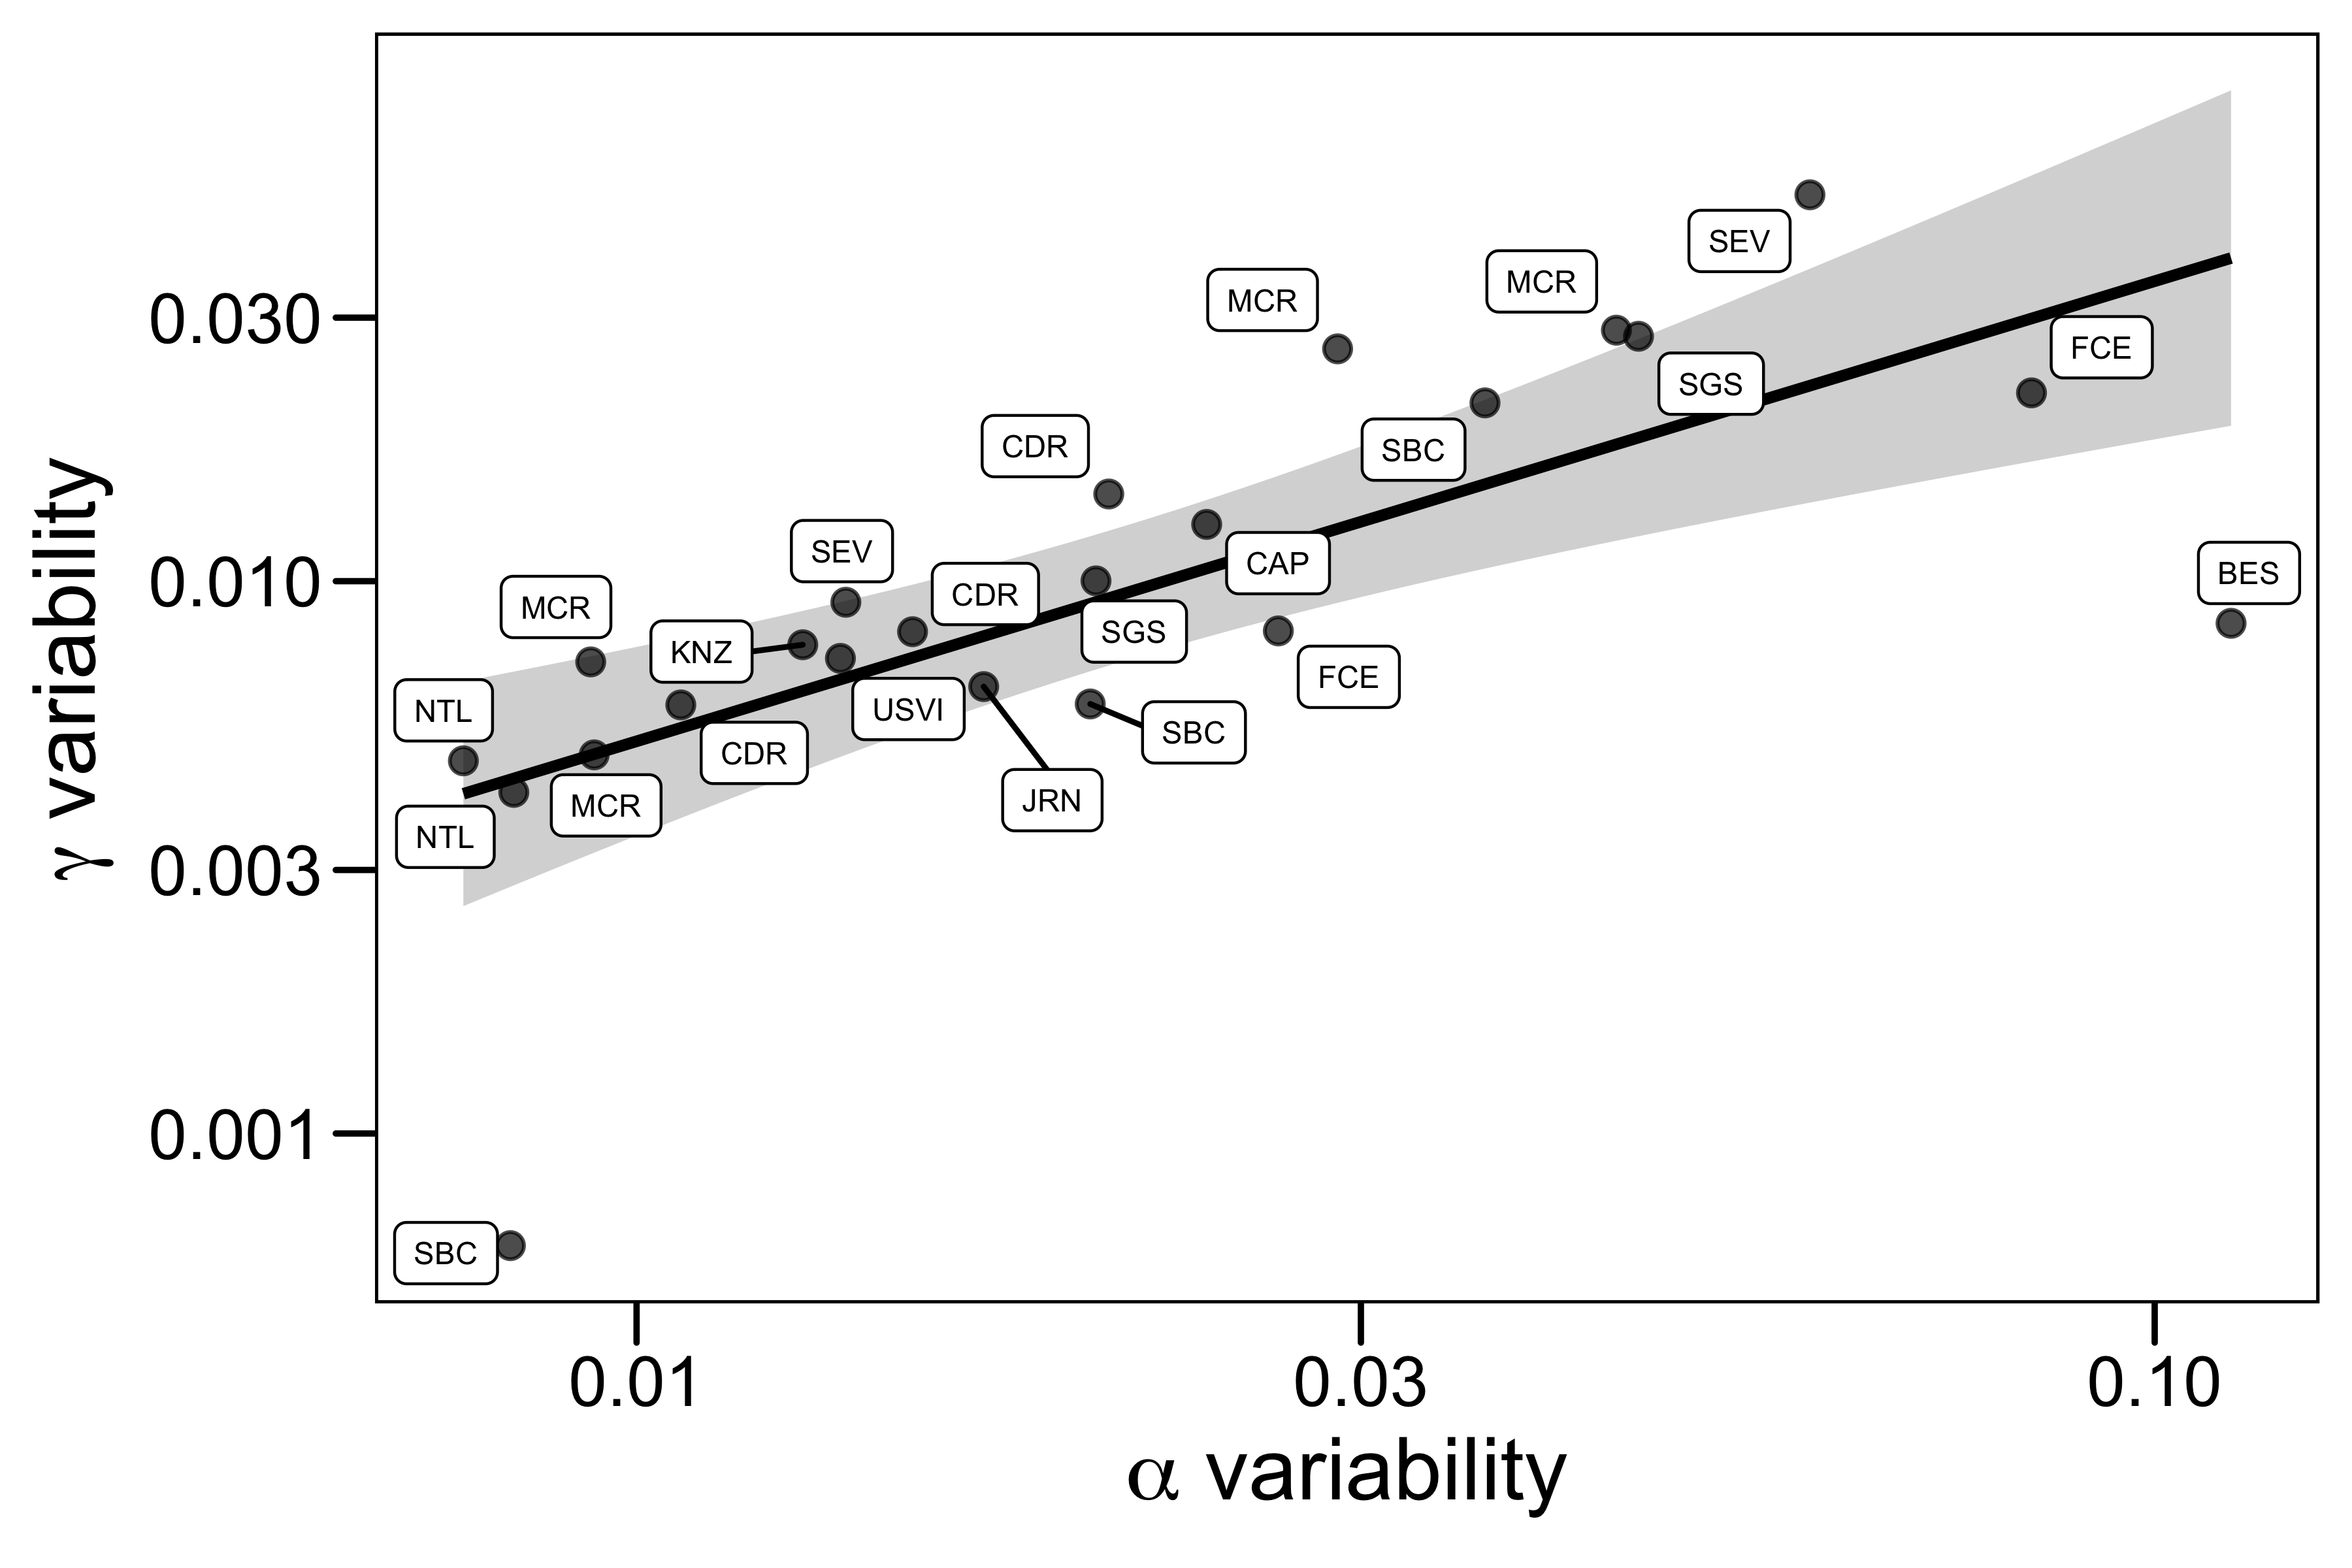 SEV
MCR
MCR
0.030
FCE
SGS
CDR
SBC
SEV
CAP
BES
0.010
CDR
MCR
SGS
KNZ
FCE
NTL
USVI
SBC
CDR
JRN
MCR
NTL
0.003
0.001
SBC
γ variability
0.01
0.03
0.10
α variability